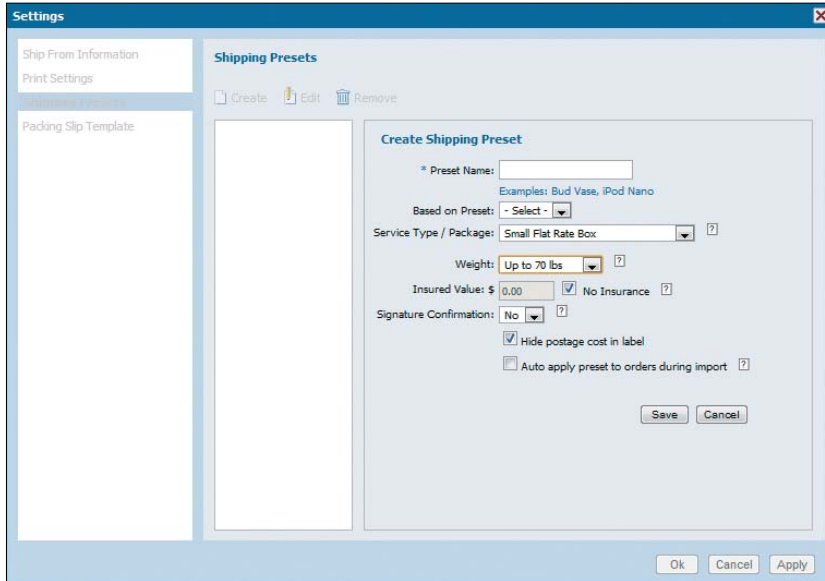 Settings
Ship From Information
Print Settings
Shipping Presets
Packing Slip Template
Shipping Presets
Create Edit Remove
Create Shipping Preset
* Preset Name:
Examples: Bud Vase, iPod Nano
Based on Preset: - Select -
Service Type / Package: Small Flat Rate Box ?
Weight: Up to 70 lbs ?
Insured Value: $ 0.00 No Insurance ?
Signature Confirmation: No ?
Hide postage cost in label
Auto apply preset to orders during import ?
Save Cancel
Ok Cancel Apply